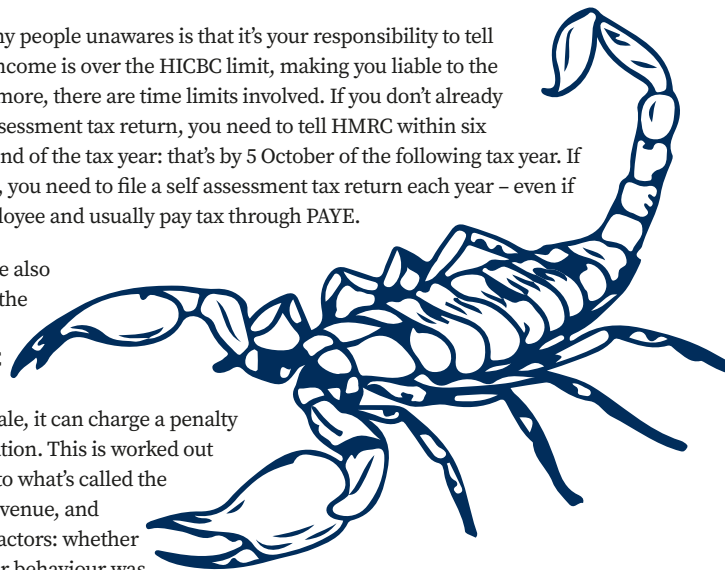 ny people unawares is that it’s your responsibility to tell
ncome is over the HICBC limit, making you liable to the
more, there are time limits involved. If you don’t already
ssessment tax return, you need to tell HMRC within six
nd of the tax year: that’s by 5 October of the following tax year. If
, you need to file a self assessment tax return each year – even if
loyee and usually pay tax through PAYE.
e also
the
ale, it can charge a penalty
tion. This is worked out
to what’s called the
venue, and
actors: whether
r behaviour was